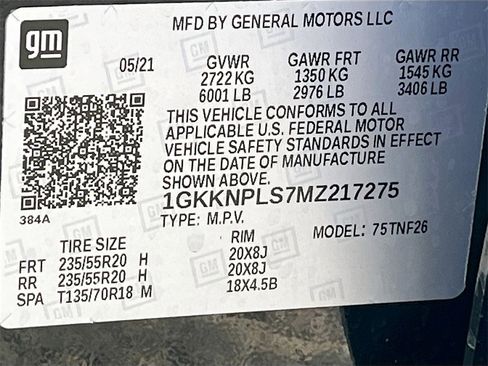 gm
MFD BY GENERAL MOTORS LLC
05/21 GVWR GAWR FRT GAWR RR
2722 KG 1350 KG 1545 KG
6001 LB 2976 LB 3406 LB
THIS VEHICLE CONFORMS TO ALL
APPLICABLE U.S. FEDERAL MOTOR
VEHICLE SAFETY STANDARDS IN EFFECT
ON THE DATE OF MANUFACTURE
SHOWN ABOVE.
384A
1GKKNPLS7MZ217275
TYPE: M.P.V. MODEL: 75TNF26
TIRE SIZE RIM
FRT 235/55R20 H 20X8J
RR 235/55R20 H 20X8J
SPA T135/70R18 M 18X4.5B